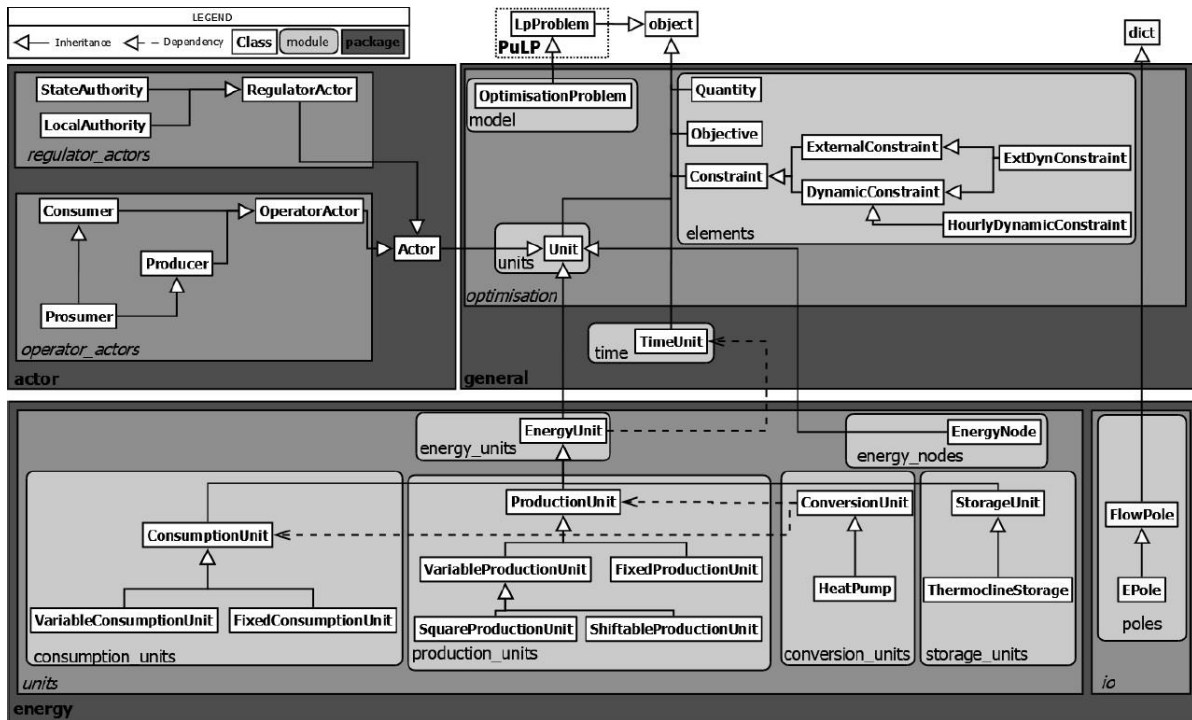 LEGEND
Inheritance
Dependency
Class
module
package
LpProblem
object
PuLP
dict
StateAuthority
RegulatorActor
LocalAuthority
regulator_actors
Consumer
OperatorActor
Producer
Prosumer
operator_actors
Actor
actor
OptimisationProblem
model
Quantity
Objective
Constraint
ExternalConstraint
ExtDynConstraint
DynamicConstraint
HourlyDynamicConstraint
elements
Unit
units
optimisation
TimeUnit
time
general
EnergyUnit
energy_units
EnergyNode
energy_nodes
ProductionUnit
ConversionUnit
StorageUnit
FlowPole
ConsumptionUnit
VariableProductionUnit
FixedProductionUnit
HeatPump
ThermoclineStorage
EPole
VariableConsumptionUnit
FixedConsumptionUnit
SquareProductionUnit
ShiftableProductionUnit
poles
consumption_units
production_units
conversion_units
storage_units
units
io
energy